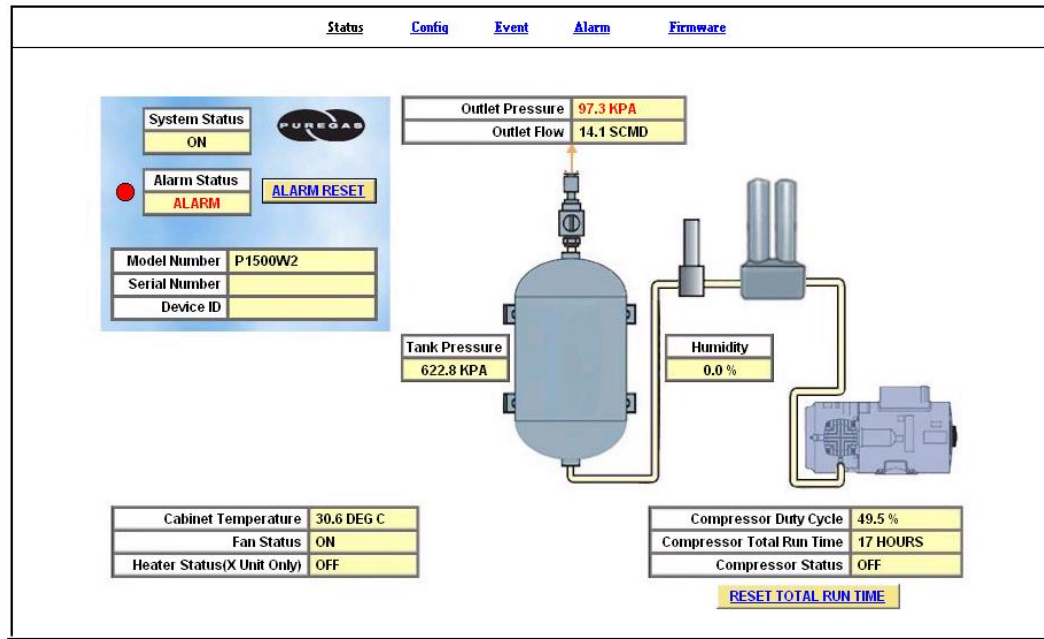 Status Config Event Alarm Firmware
System Status
ON
PUREGAS
Alarm Status
ALARM
ALARM RESET
Model Number P1500W2
Serial Number
Device ID
Outlet Pressure 97.3 KPA
Outlet Flow 14.1 SCMD
Tank Pressure
622.8 KPA
Humidity
0.0 %
Cabinet Temperature 30.6 DEG C
Fan Status ON
Heater Status(X Unit Only) OFF
Compressor Duty Cycle 49.5 %
Compressor Total Run Time 17 HOURS
Compressor Status OFF
RESET TOTAL RUN TIME